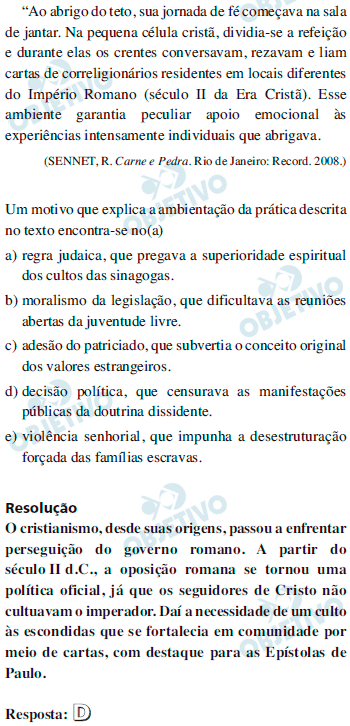 “Ao abrigo do teto, sua jornada de fé começava na sala
de jantar. Na pequena célula cristã, dividia-se a refeição
e durante elas os crentes conversavam, rezavam e liam
cartas de correligionários residentes em locais diferentes
do Império Romano (século II da Era Cristã). Esse
ambiente garantia peculiar apoio emocional às
experiências intensamente individuais que abrigava.
(SENNET, R. Carne e Pedra. Rio de Janeiro: Record. 2008.)
Um motivo que explica a ambientação da prática descrita
no texto encontra-se no(a)
a) regra judaica, que pregava a superioridade espiritual
dos cultos das sinagogas.
b) moralismo da legislação, que dificultava as reuniões
abertas da juventude livre.
c) adesão do patriciado, que subvertia o conceito original
dos valores estrangeiros.
d) decisão política, que censurava as manifestações
públicas da doutrina dissidente.
e) violência senhorial, que impunha a desestruturação
forçada das famílias escravas.
Resolução
O cristianismo, desde suas origens, passou a enfrentar
perseguição do governo romano. A partir do
século II d.C., a oposição romana se tornou uma
política oficial, já que os seguidores de Cristo não
cultuavam o imperador. Daí a necessidade de um culto
às escondidas que se fortalecia em comunidade por
meio de cartas, com destaque para as Epístolas de
Paulo.
Resposta: D
OBJETIVO
OBJETIVO
OBJETIVO
OBJETIVO
OBJETIVO
OBJETIVO
OBJETIVO
OBJETIVO